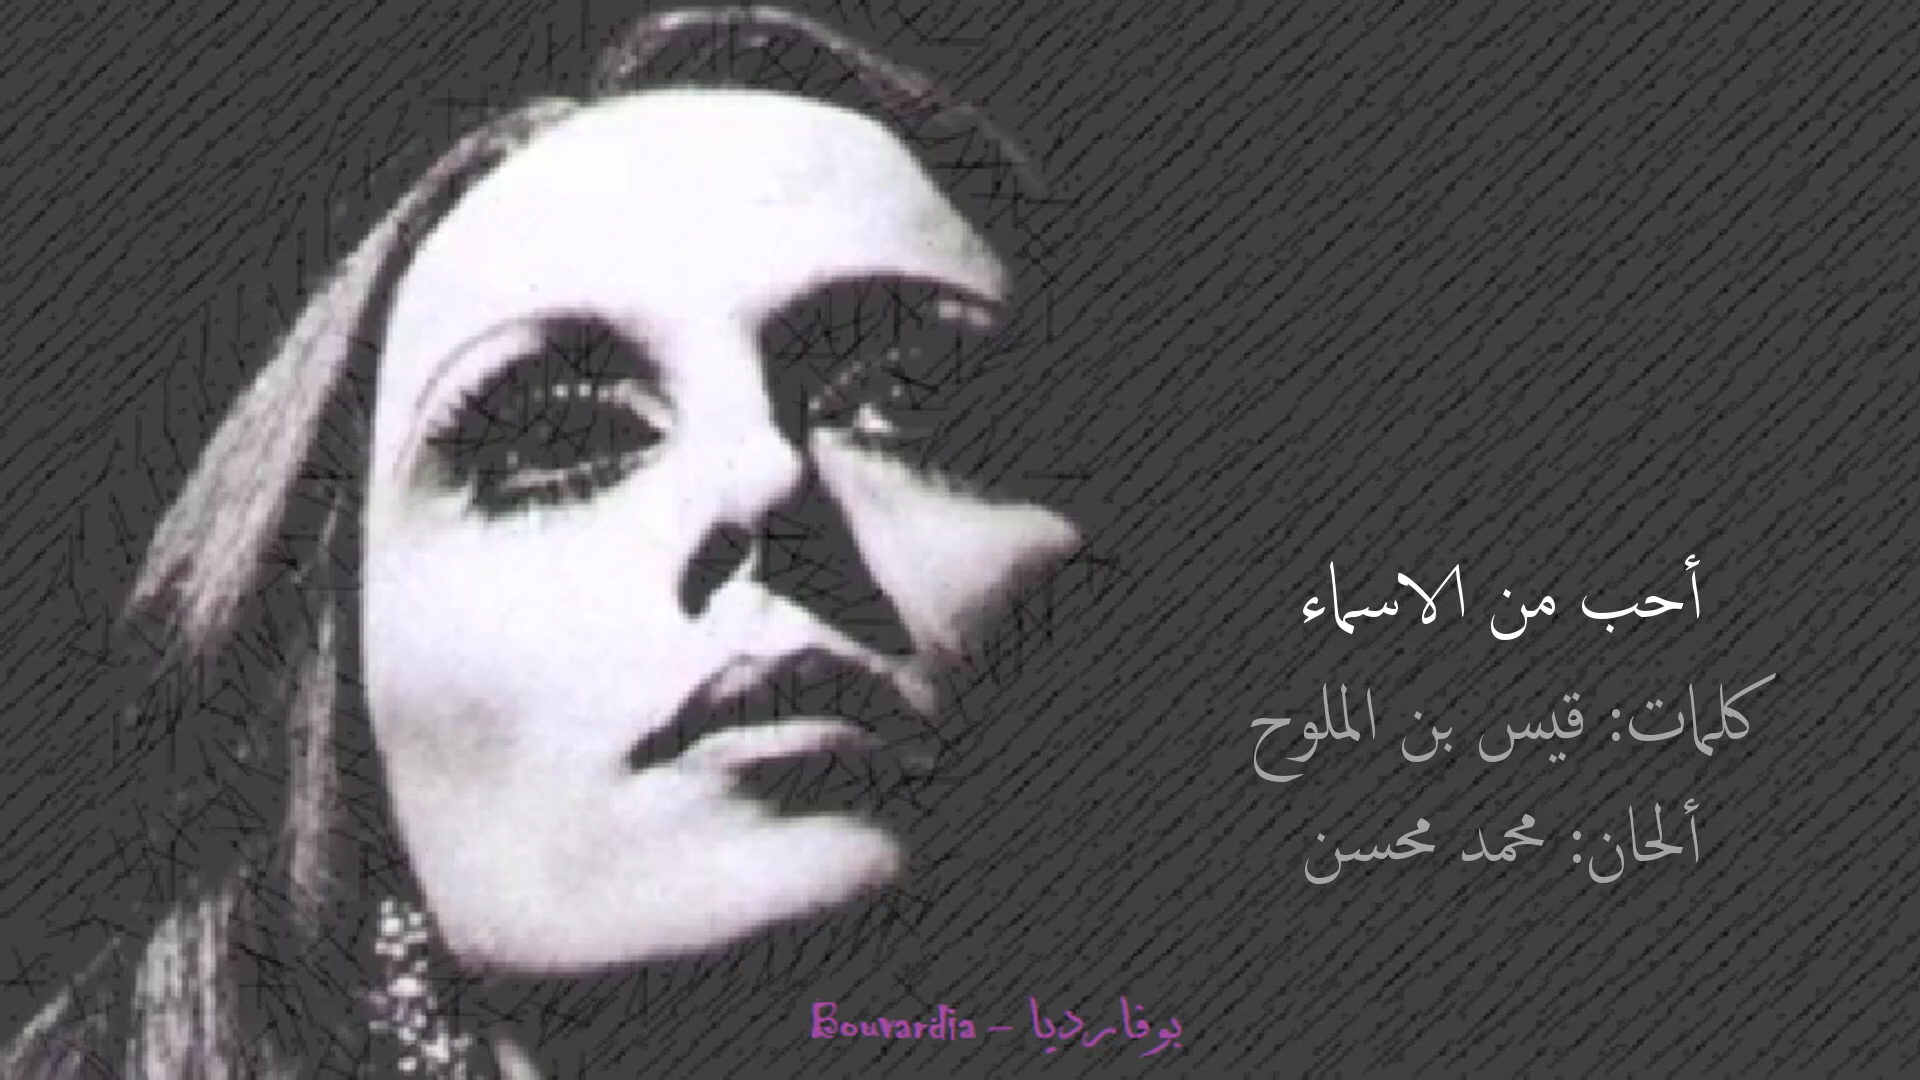 أحب من الاسماء
كلمات: قيس بن الملوح
ألحان: محمد محسن
Bouvardia – بوفارديا